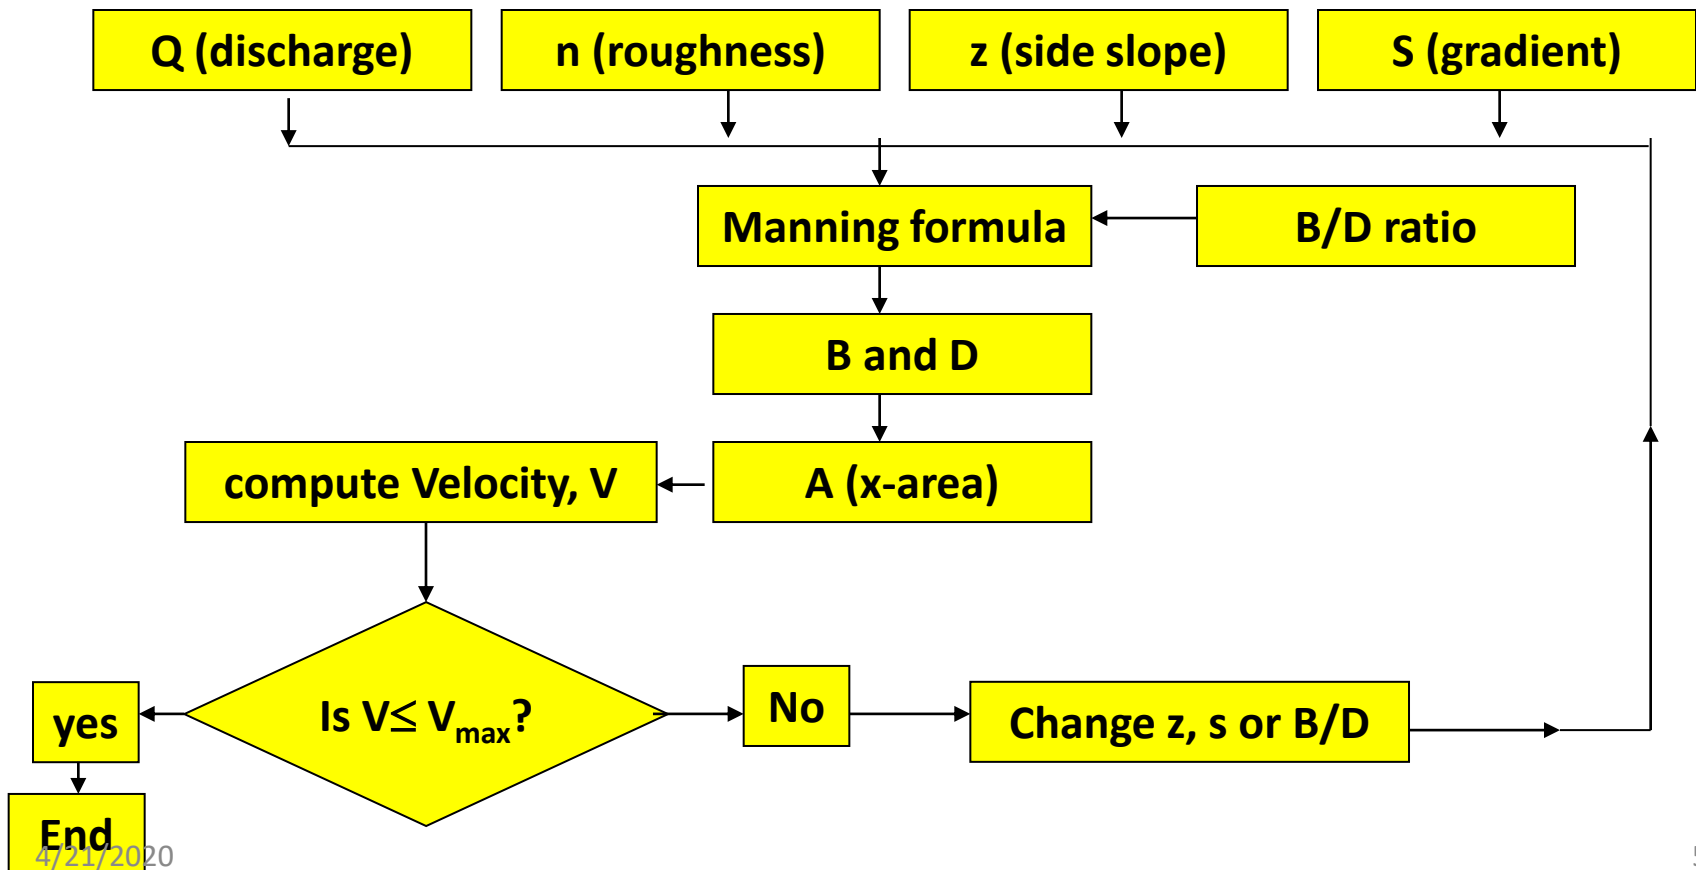 Q (discharge)
n (roughness)
z (side slope)
S (gradient)
Manning formula
B/D ratio
B and D
compute Velocity, V
A (x-area)
Is V≤ Vmax?
yes
No
Change z, s or B/D
End
4/21/2020